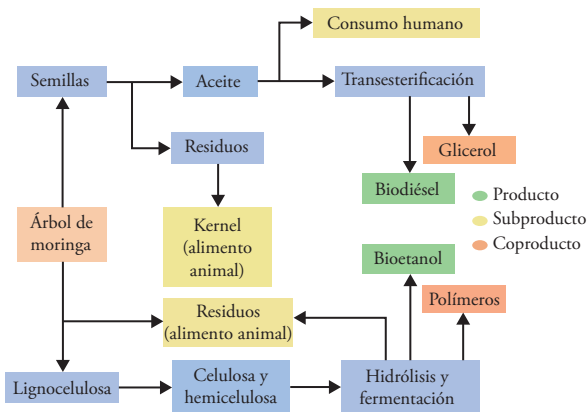 Consumo humano
Semillas
Aceite
Transesterificación
Residuos
Glicerol
Biodiésel
Producto
Subproducto
Coproducto
Árbol de
moringa
Kernel
(alimento
animal)
Bioetanol
Polímeros
Residuos
(alimento animal)
Lignocelulosa
Celulosa y
hemicelulosa
Hidrólisis y
fermentación